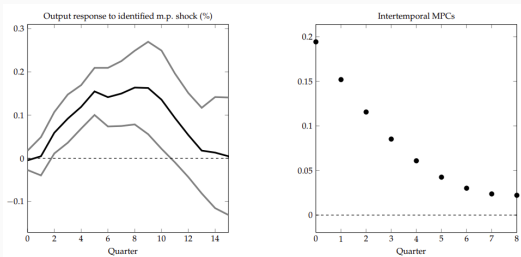 Output response to identified m.p. shock (%)
0.3
0.2
0.1
0
−0.1
0 2 4 6 8 10 12 14
Quarter
Intertemporal MPCs
0.2
0.15
0.1
0.05
0
0 1 2 3 4 5 6 7 8
Quarter